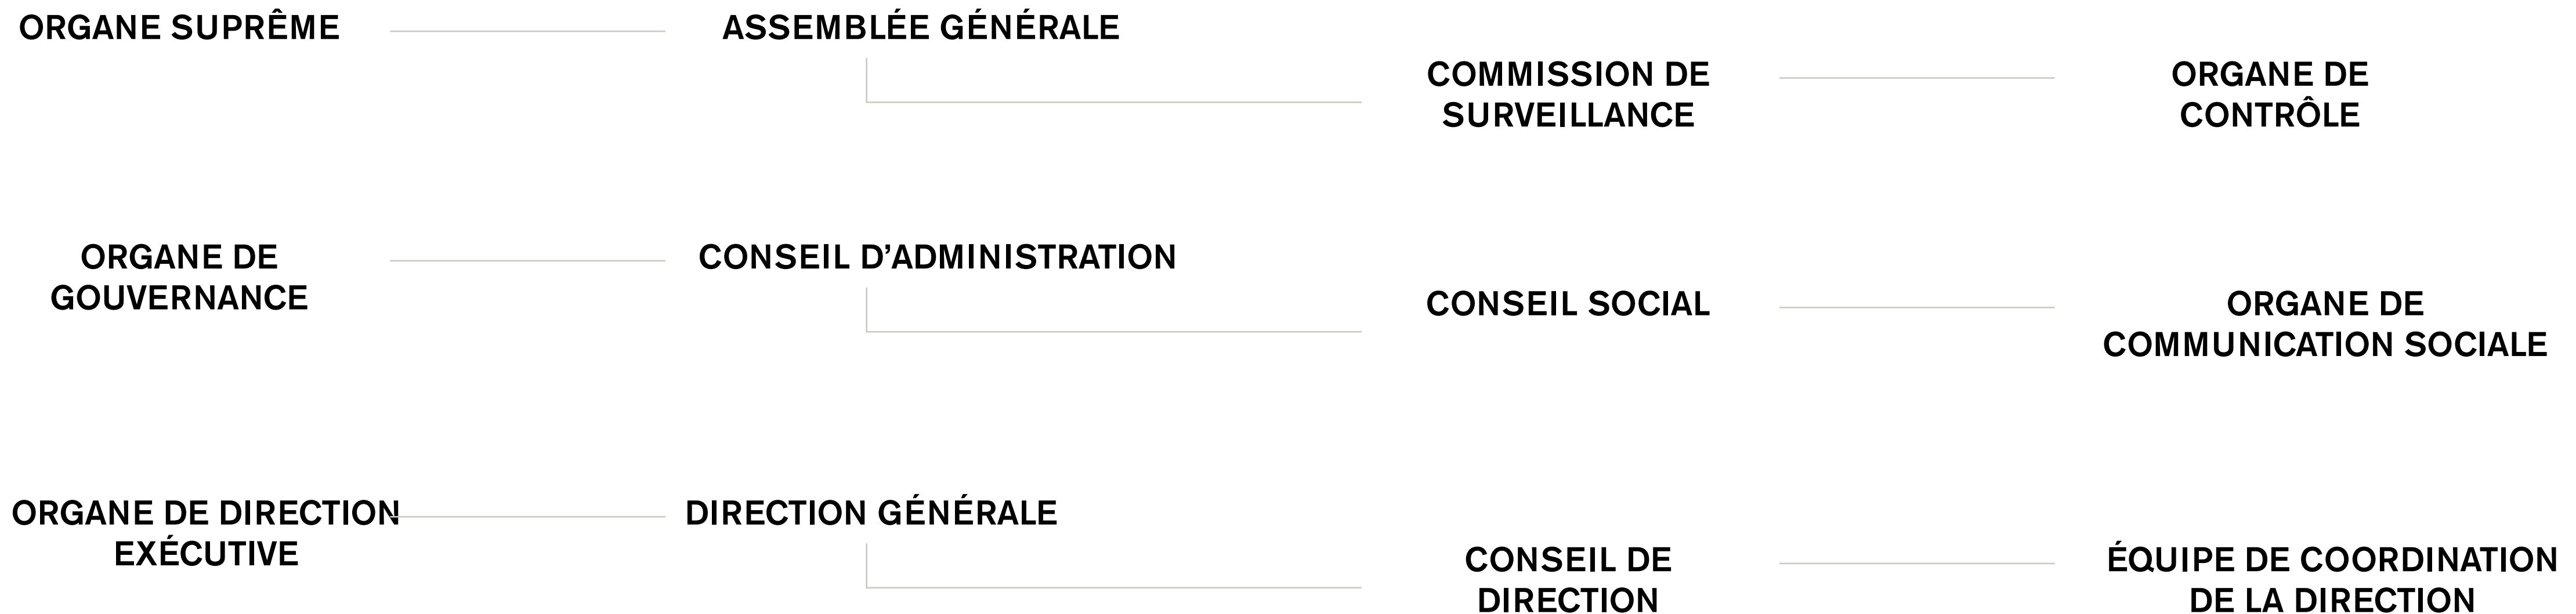 ORGANE SUPRÊME
ASSEMBLÉE GÉNÉRALE
COMMISSION DE
SURVEILLANCE
ORGANE DE
CONTRÔLE
ORGANE DE
GOUVERNANCE
CONSEIL D’ADMINISTRATION
CONSEIL SOCIAL
ORGANE DE
COMMUNICATION SOCIALE
ORGANE DE DIRECTION
EXÉCUTIVE
DIRECTION GÉNÉRALE
CONSEIL DE
DIRECTION
ÉQUIPE DE COORDINATION
DE LA DIRECTION